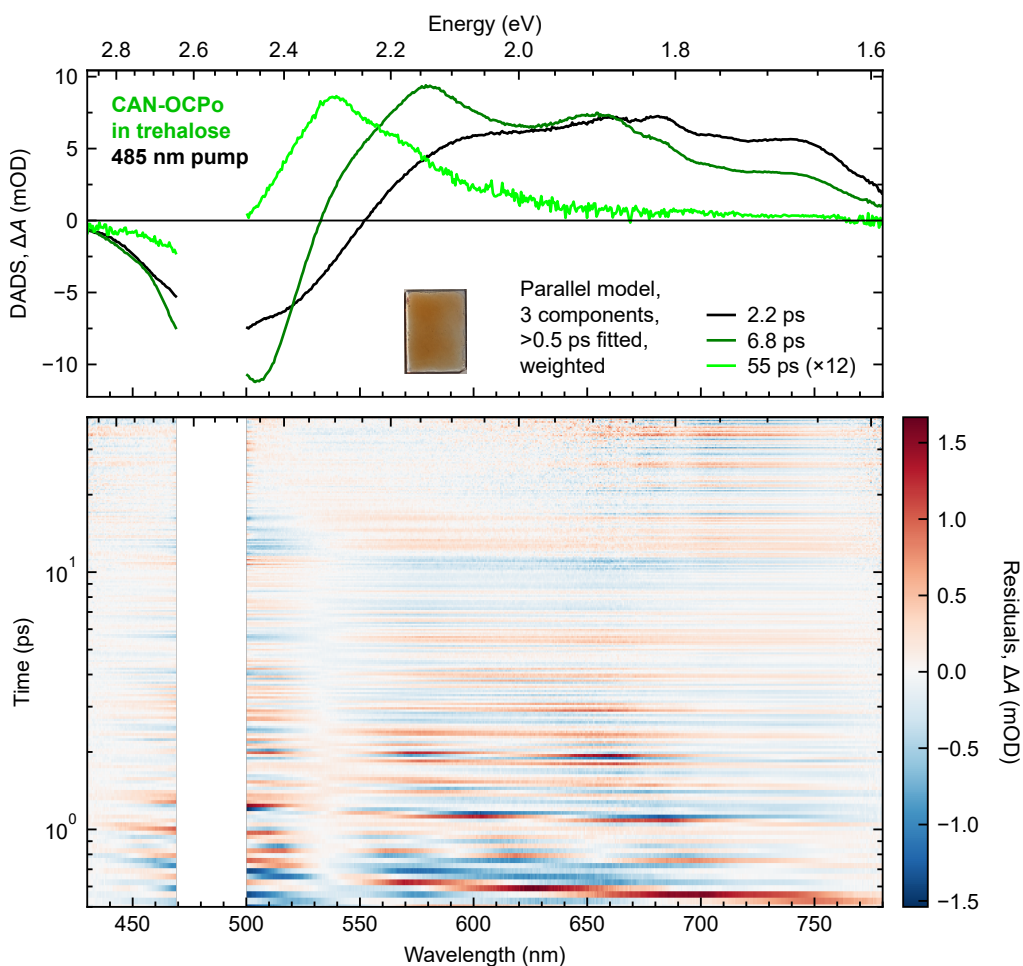 Energy (eV)
2.8 2.6 2.4 2.2 2.0 1.8 1.6
10
5
0
−5
−10
DADS, ΔA (mOD)
CAN-OCPo
in trehalose
485 nm pump
Parallel model,
3 components,
>0.5 ps fitted,
weighted
2.2 ps
6.8 ps
55 ps (×12)
10¹
10⁰
Time (ps)
450 500 550 600 650 700 750
Wavelength (nm)
1.5
1.0
0.5
0.0
−0.5
−1.0
−1.5
Residuals, ΔA (mOD)